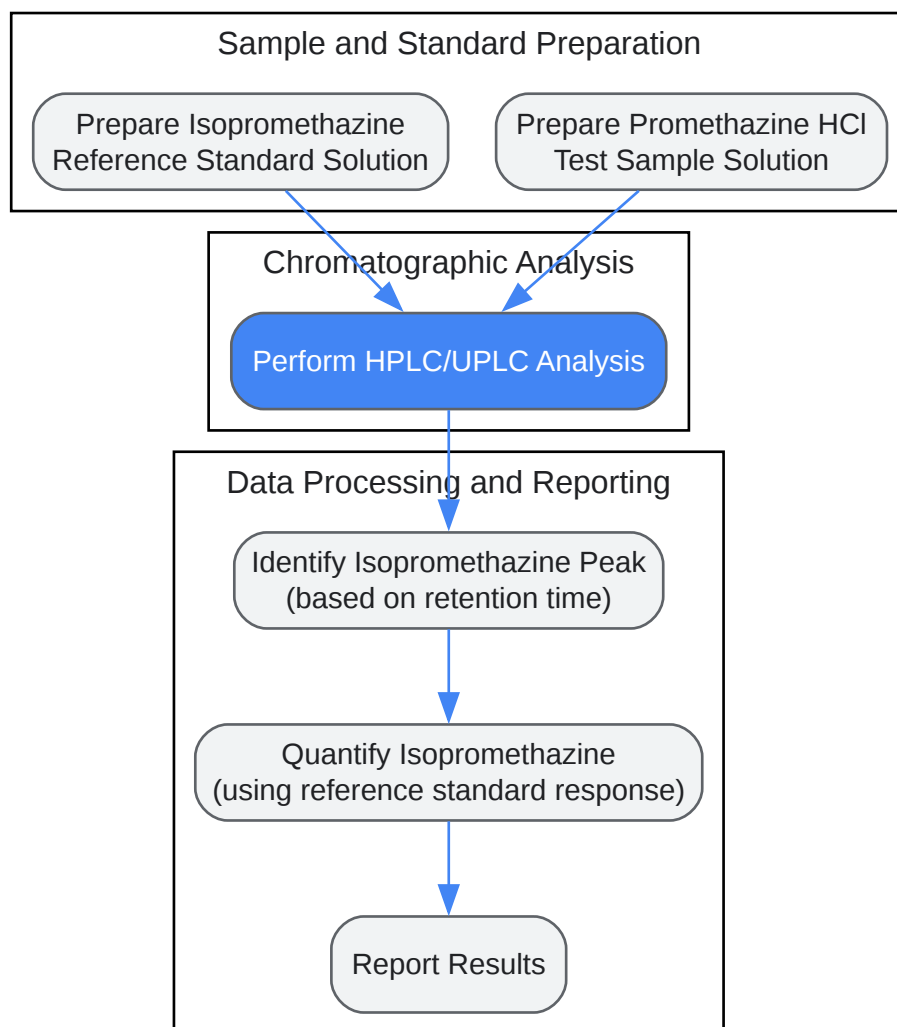 Sample and Standard Preparation
Prepare Isopromethazine
Reference Standard Solution
Prepare Promethazine HCl
Test Sample Solution
Chromatographic Analysis
Perform HPLC/UPLC Analysis
Data Processing and Reporting
Identify Isopromethazine Peak
(based on retention time)
Quantify Isopromethazine
(using reference standard response)
Report Results